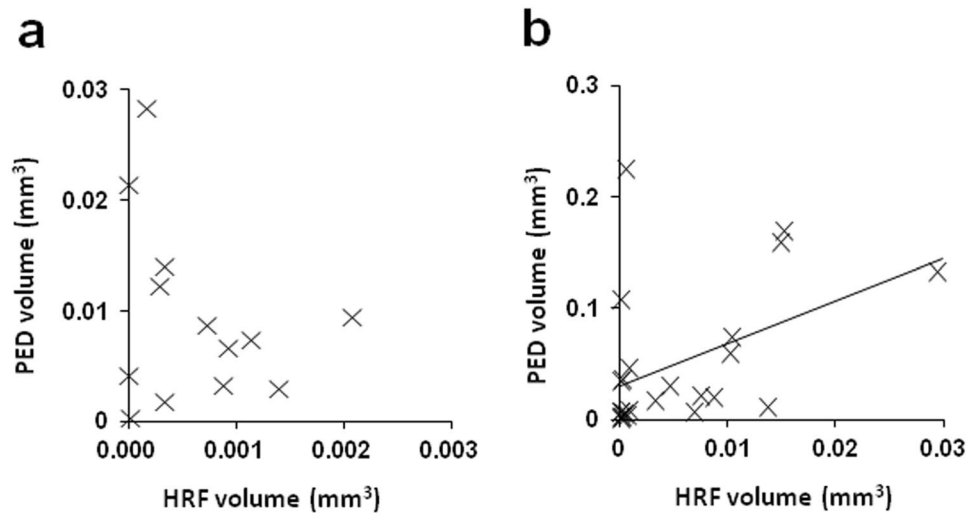 a
0.03
0.02
0.01
0
PED volume (mm³)
0.000 0.001 0.002 0.003
HRF volume (mm³)
b
0.3
0.2
0.1
0
PED volume (mm³)
0 0.01 0.02 0.03
HRF volume (mm³)